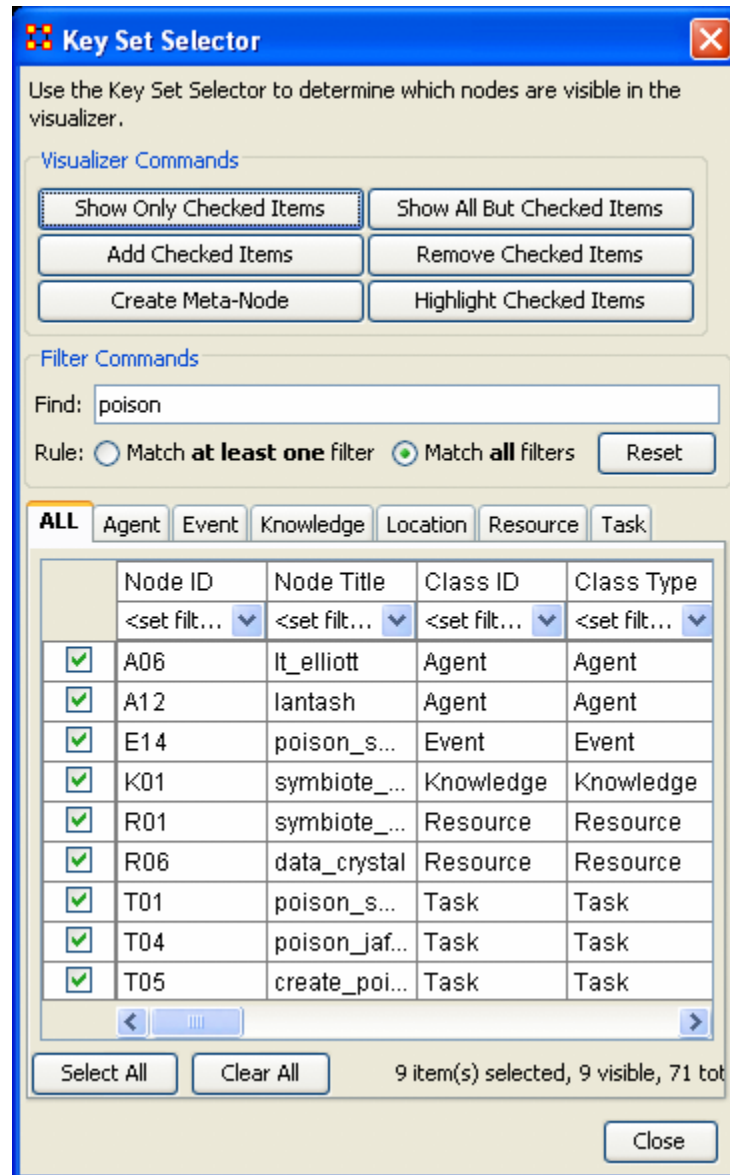 Key Set Selector
Use the Key Set Selector to determine which nodes are visible in the
visualizer.
Visualizer Commands
Show Only Checked Items Show All But Checked Items
Add Checked Items Remove Checked Items
Create Meta-Node Highlight Checked Items
Filter Commands
Find: poison
Rule: Match at least one filter Match all filters Reset
ALL Agent Event Knowledge Location Resource Task
Node ID Node Title Class ID Class Type
<set filt... <set filt... <set filt... <set filt...
A06 lt_elliott Agent Agent
A12 lantash Agent Agent
E14 poison_s... Event Event
K01 symbiote_... Knowledge Knowledge
R01 symbiote_... Resource Resource
R06 data_crystal Resource Resource
T01 poison_s... Task Task
T04 poison_jaf... Task Task
T05 create_poi... Task Task
Select All Clear All 9 item(s) selected, 9 visible, 71 tot
Close